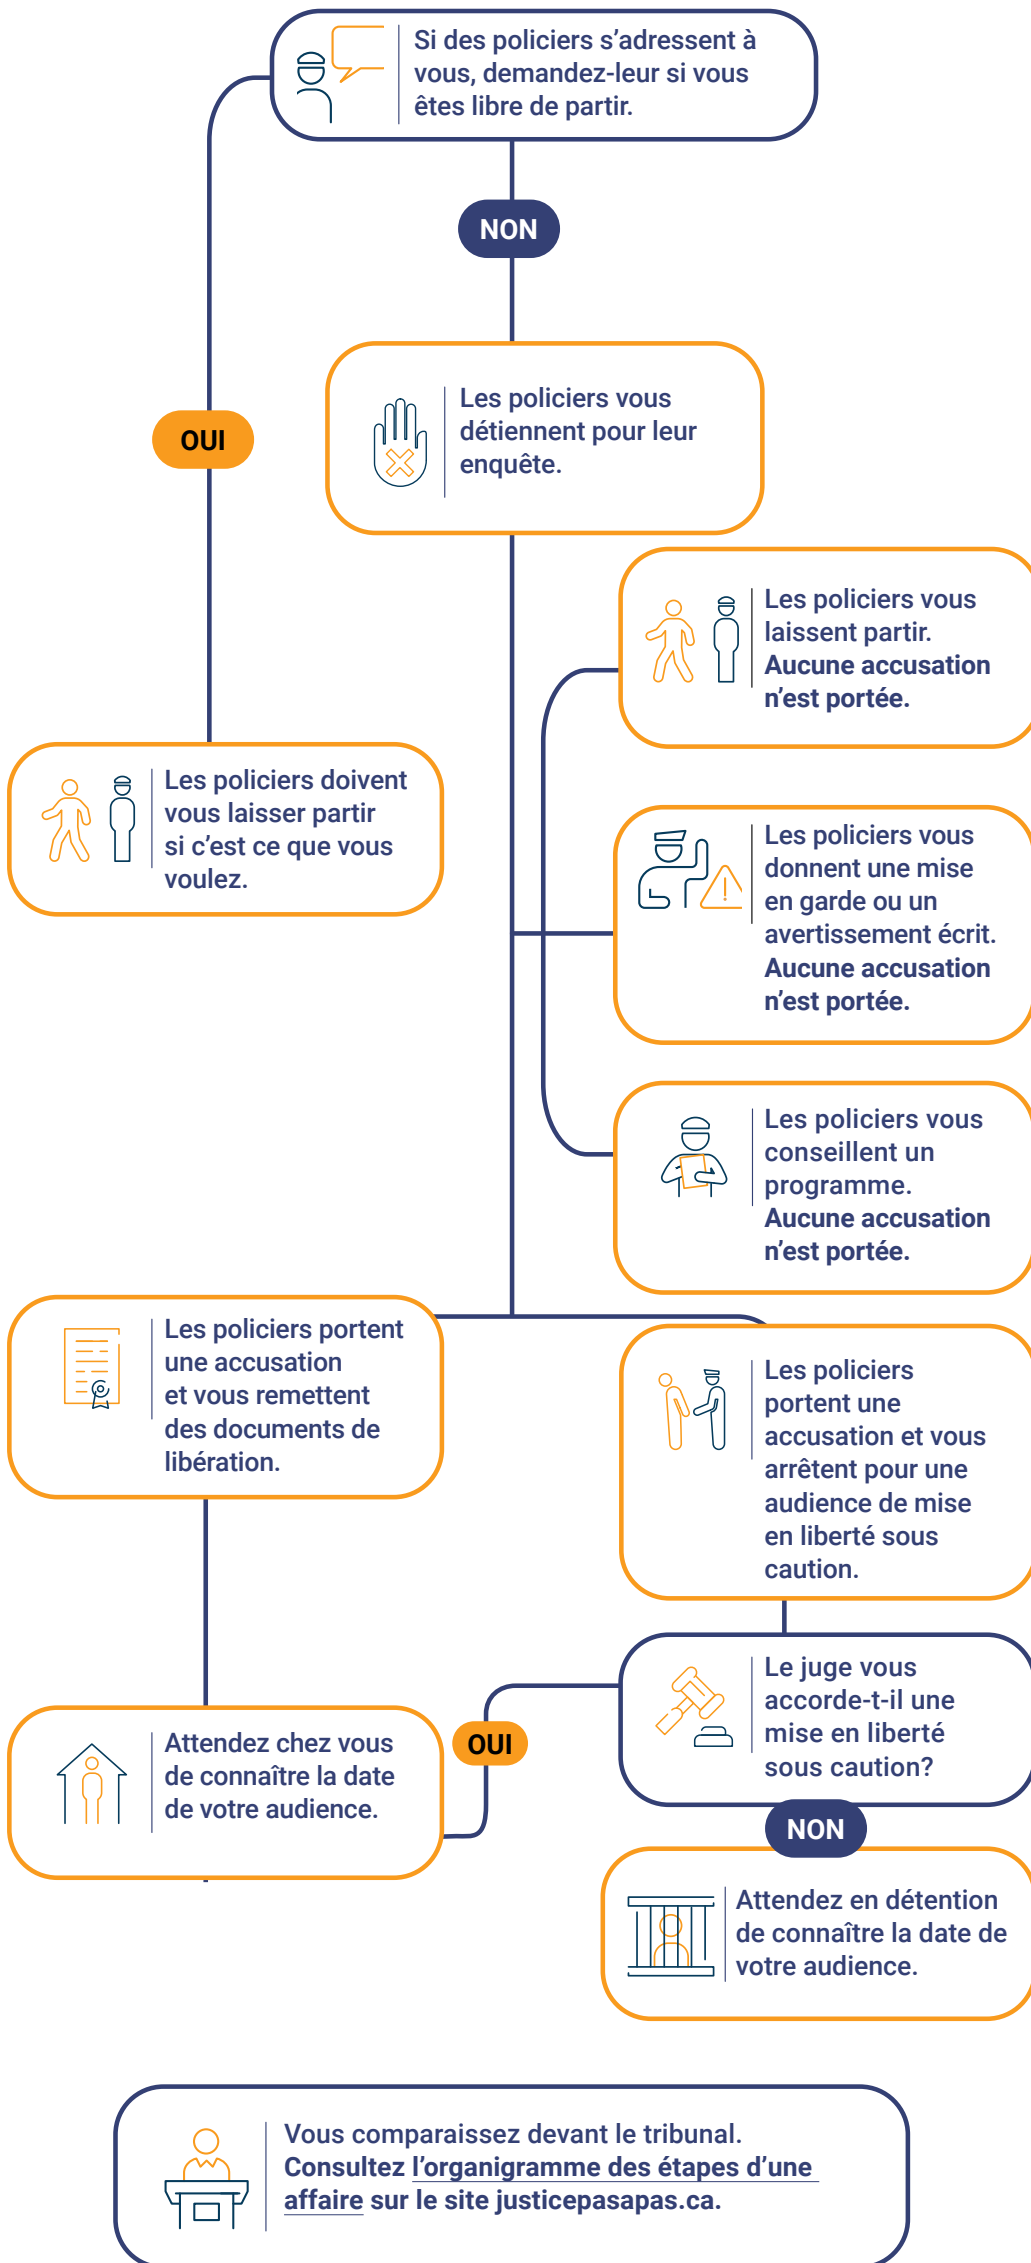 Si des policiers s’adressent à
vous, demandez-leur si vous
êtes libre de partir.
NON
Les policiers vous
détiennent pour leur
enquête.
OUI
Les policiers vous
laissent partir.
Aucune accusation
n’est portée.
Les policiers doivent
vous laisser partir
si c’est ce que vous
voulez.
Les policiers vous
donnent une mise
en garde ou un
avertissement écrit.
Aucune accusation
n’est portée.
Les policiers vous
conseillent un
programme.
Aucune accusation
n’est portée.
Les policiers portent
une accusation
et vous remettent
des documents de
libération.
Les policiers
portent une
accusation et vous
arrêtent pour une
audience de mise
en liberté sous
caution.
Le juge vous
accorde-t-il une
mise en liberté
sous caution?
OUI
Attendez chez vous
de connaître la date
de votre audience.
NON
Attendez en détention
de connaître la date de
votre audience.
Vous comparaissez devant le tribunal.
Consultez l’organigramme des étapes d’une
affaire sur le site justicepasapas.ca.